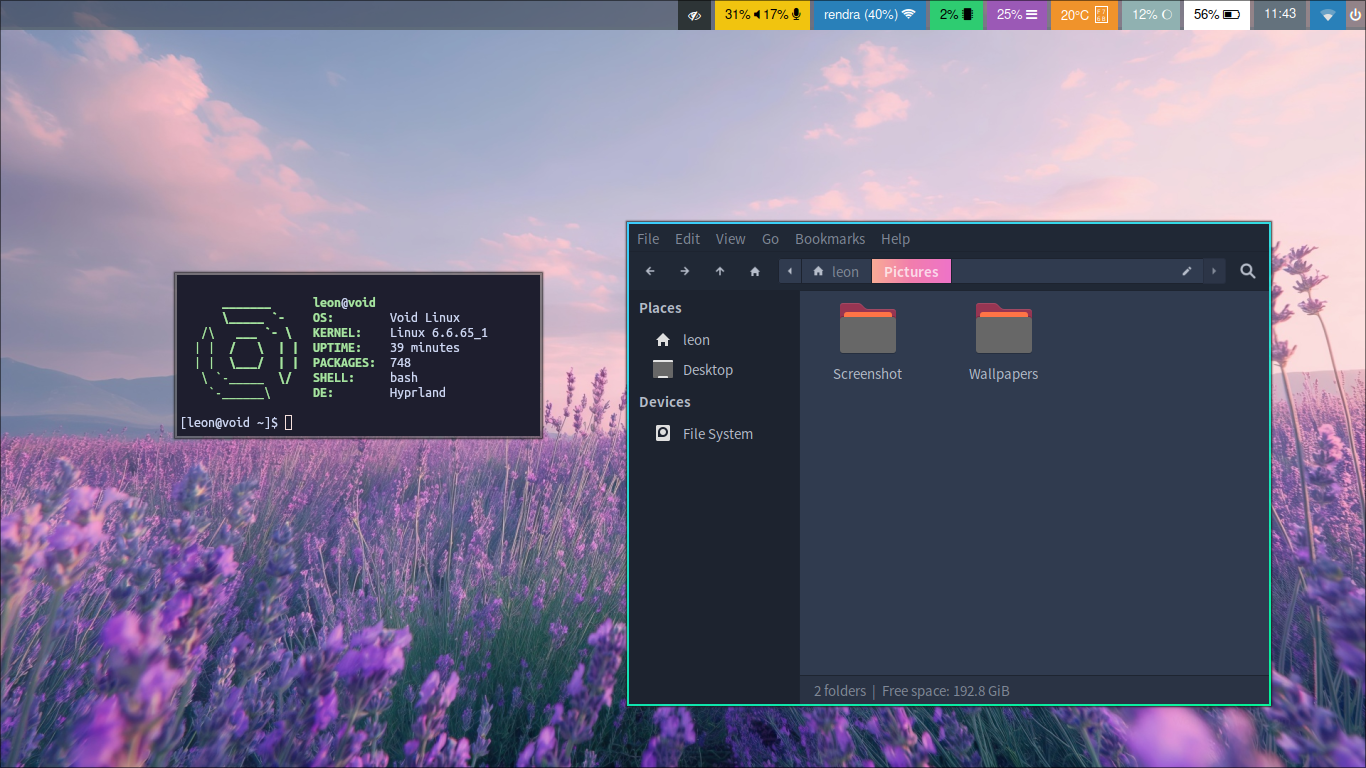 31% 17% rendra (40%) 2% 25% 20°C 12% 56% 11:43
leon@void
OS: Void Linux
KERNEL: Linux 6.6.65_1
UPTIME: 39 minutes
PACKAGES: 748
SHELL: bash
DE: Hyprland
[leon@void ~]$
File Edit View Go Bookmarks Help
leon Pictures
Places
leon
Desktop
Devices
File System
Screenshot Wallpapers
2 folders | Free space: 192.8 GiB